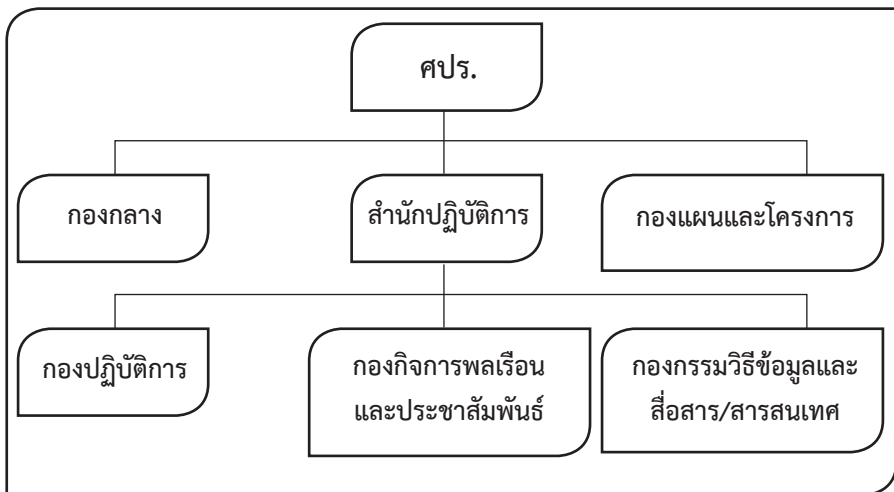 ศปร.
กองกลาง
สำนักปฏิบัติการ
กองแผนและโครงการ
กองปฏิบัติการ
กองกิจการพลเรือน
และประชาสัมพันธ์
กองกรรมวิธีข้อมูลและ
สื่อสาร/สารสนเทศ